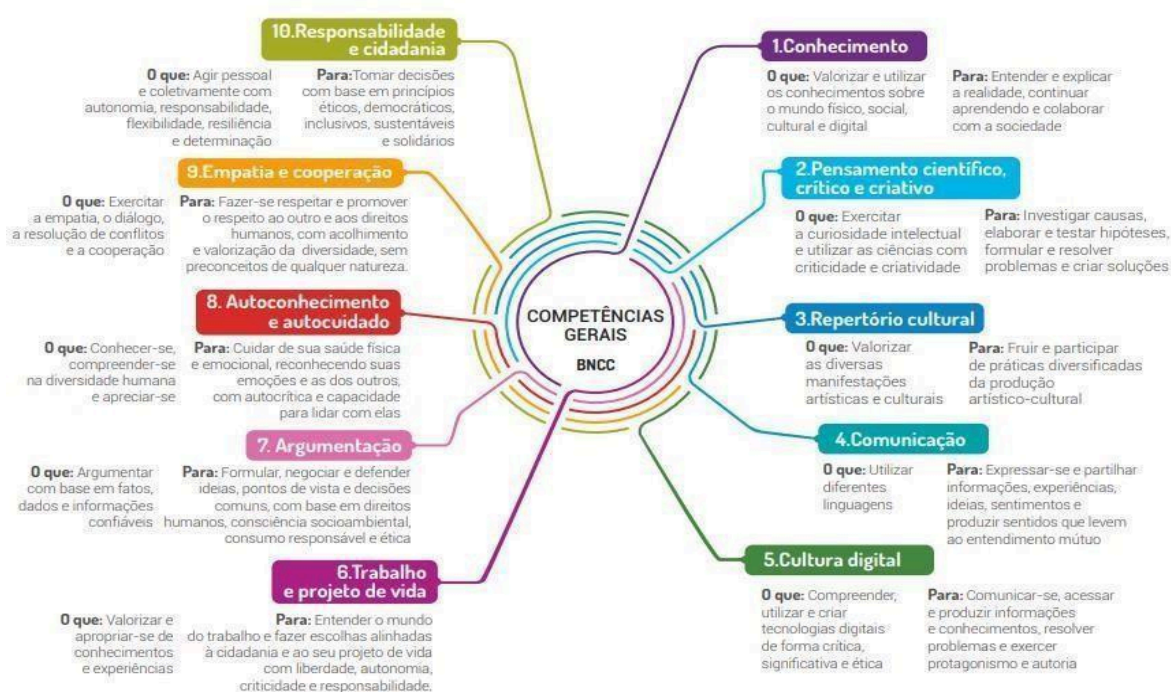 10.Responsabilidade
e cidadania
O que: Agir pessoal
e coletivamente com
autonomia, responsabilidade,
flexibilidade, resiliência
e determinação
Para:Tomar decisões
com base em princípios
éticos, democráticos,
inclusivos, sustentáveis
e solidários
9.Empatia e cooperação
O que: Exercitar
a empatia, o diálogo,
a resolução de conflitos
e a cooperação
Para: Fazer-se respeitar e promover
o respeito ao outro e aos direitos
humanos, com acolhimento
e valorização da diversidade, sem
preconceitos de qualquer natureza.
8. Autoconhecimento
e autocuidado
O que: Conhecer-se,
compreender-se
na diversidade humana
e apreciar-se
Para: Cuidar de sua saúde física
e emocional, reconhecendo suas
emoções e as dos outros,
com autocrítica e capacidade
para lidar com elas
7. Argumentação
O que: Argumentar
com base em fatos,
dados e informações
confiáveis
Para: Formular, negociar e defender
ideias, pontos de vista e decisões
comuns, com base em direitos
humanos, consciência socioambiental,
consumo responsável e ética
6.Trabalho
e projeto de vida
O que: Valorizar e
apropriar-se de
conhecimentos
e experiências
Para: Entender o mundo
do trabalho e fazer escolhas alinhadas
à cidadania e ao seu projeto de vida
com liberdade, autonomia,
criticidade e responsabilidade.
COMPETÊNCIAS
GERAIS
BNCC
1.Conhecimento
O que: Valorizar e utilizar
os conhecimentos sobre
o mundo físico, social,
cultural e digital
Para: Entender e explicar
a realidade, continuar
aprendendo e colaborar
com a sociedade
2.Pensamento científico,
crítico e criativo
O que: Exercitar
a curiosidade intelectual
e utilizar as ciências com
criticidade e criatividade
Para: Investigar causas,
elaborar e testar hipóteses,
formular e resolver
problemas e criar soluções
3.Repertório cultural
O que: Valorizar
as diversas
manifestações
artísticas e culturais
Para: Fruir e participar
de práticas diversificadas
da produção
artístico-cultural
4.Comunicação
O que: Utilizar
diferentes
linguagens
Para: Expressar-se e partilhar
informações, experiências,
ideias, sentimentos e
produzir sentidos que levem
ao entendimento mútuo
5.Cultura digital
O que: Compreender,
utilizar e criar
tecnologias digitais
de forma crítica,
significativa e ética
Para: Comunicar-se, acessar
e produzir informações
e conhecimentos, resolver
problemas e exercer
protagonismo e autoria